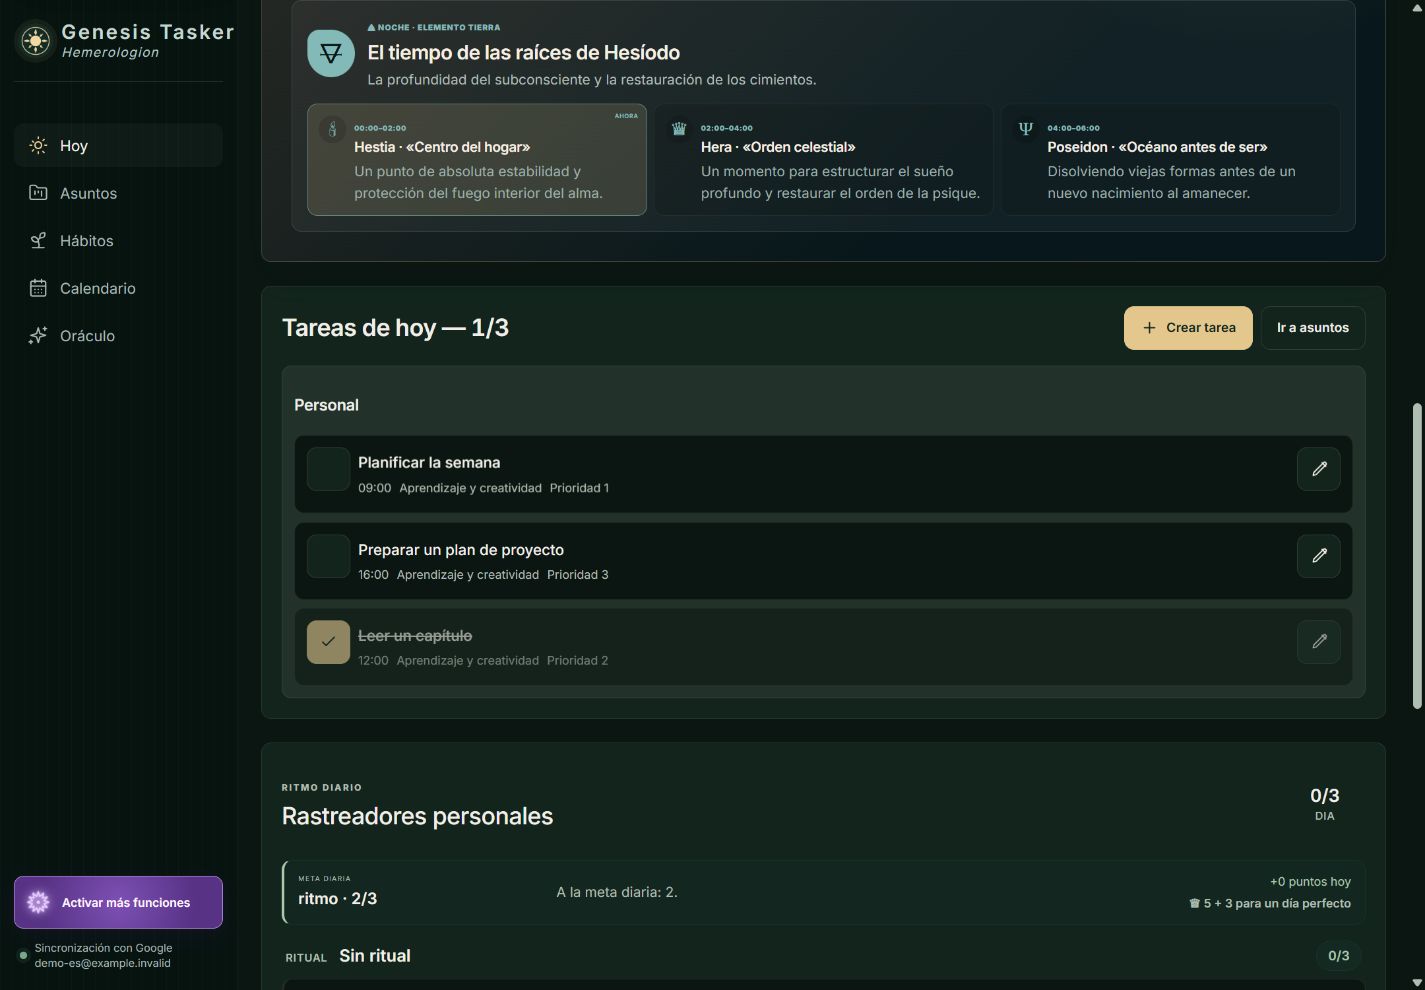 Genesis Tasker
Hemerologion
Hoy
Asuntos
Hábitos
Calendario
Oráculo
Activar más funciones
Sincronización con Google
demo-es@example.invalid
NOCHE · ELEMENTO TIERRA
El tiempo de las raíces de Hesíodo
La profundidad del subconsciente y la restauración de los cimientos.
AHORA
00:00–02:00
Hestia · «Centro del hogar»
Un punto de absoluta estabilidad y
protección del fuego interior del alma.
02:00–04:00
Hera · «Orden celestial»
Un momento para estructurar el sueño
profundo y restaurar el orden de la psique.
04:00–06:00
Poseidon · «Océano antes de ser»
Disolviendo viejas formas antes de un
nuevo nacimiento al amanecer.
Tareas de hoy — 1/3
Crear tarea
Ir a asuntos
Personal
Planificar la semana
09:00 Aprendizaje y creatividad Prioridad 1
Preparar un plan de proyecto
16:00 Aprendizaje y creatividad Prioridad 3
Leer un capítulo
12:00 Aprendizaje y creatividad Prioridad 2
RITMO DIARIO
Rastreadores personales
0/3
DIA
META DIARIA
ritmo · 2/3
A la meta diaria: 2.
+0 puntos hoy
♛ 5 + 3 para un día perfecto
RITUAL Sin ritual
0/3